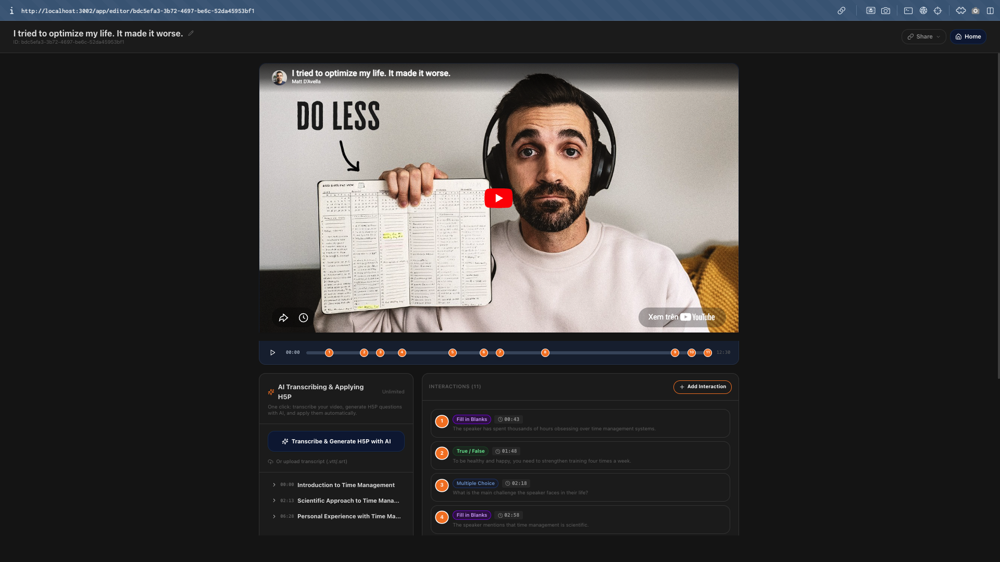 http://localhost:3002/app/editor/bdc5efa3-3b72-4697-be6c-52da45953bf1
I tried to optimize my life. It made it worse.
ID: bdc5efa3-3b72-4697-be6c-52da45953bf1
Share
Home
I tried to optimize my life. It made it worse.
Matt D'Avella
DO LESS
2022 BIRD'S EYE VIEW
Xem trên YouTube
00:00
1
2
3
4
5
6
7
8
9
10
11
12:30
AI Transcribing & Applying
H5P
Unlimited
One click: transcribe your video, generate H5P questions
with AI, and apply them automatically.
Transcribe & Generate H5P with AI
Or upload transcript (.vtt/.srt)
00:00 Introduction to Time Management
02:13 Scientific Approach to Time Mana...
06:28 Personal Experience with Time Ma...
INTERACTIONS (11)
Add Interaction
1 Fill in Blanks 00:43
The speaker has spent thousands of hours obsessing over time management systems.
2 True / False 01:48
To be healthy and happy, you need to strengthen training four times a week.
3 Multiple Choice 02:18
What is the main challenge the speaker faces in their life?
4 Fill in Blanks 02:58
The speaker mentions that time management is scientific.